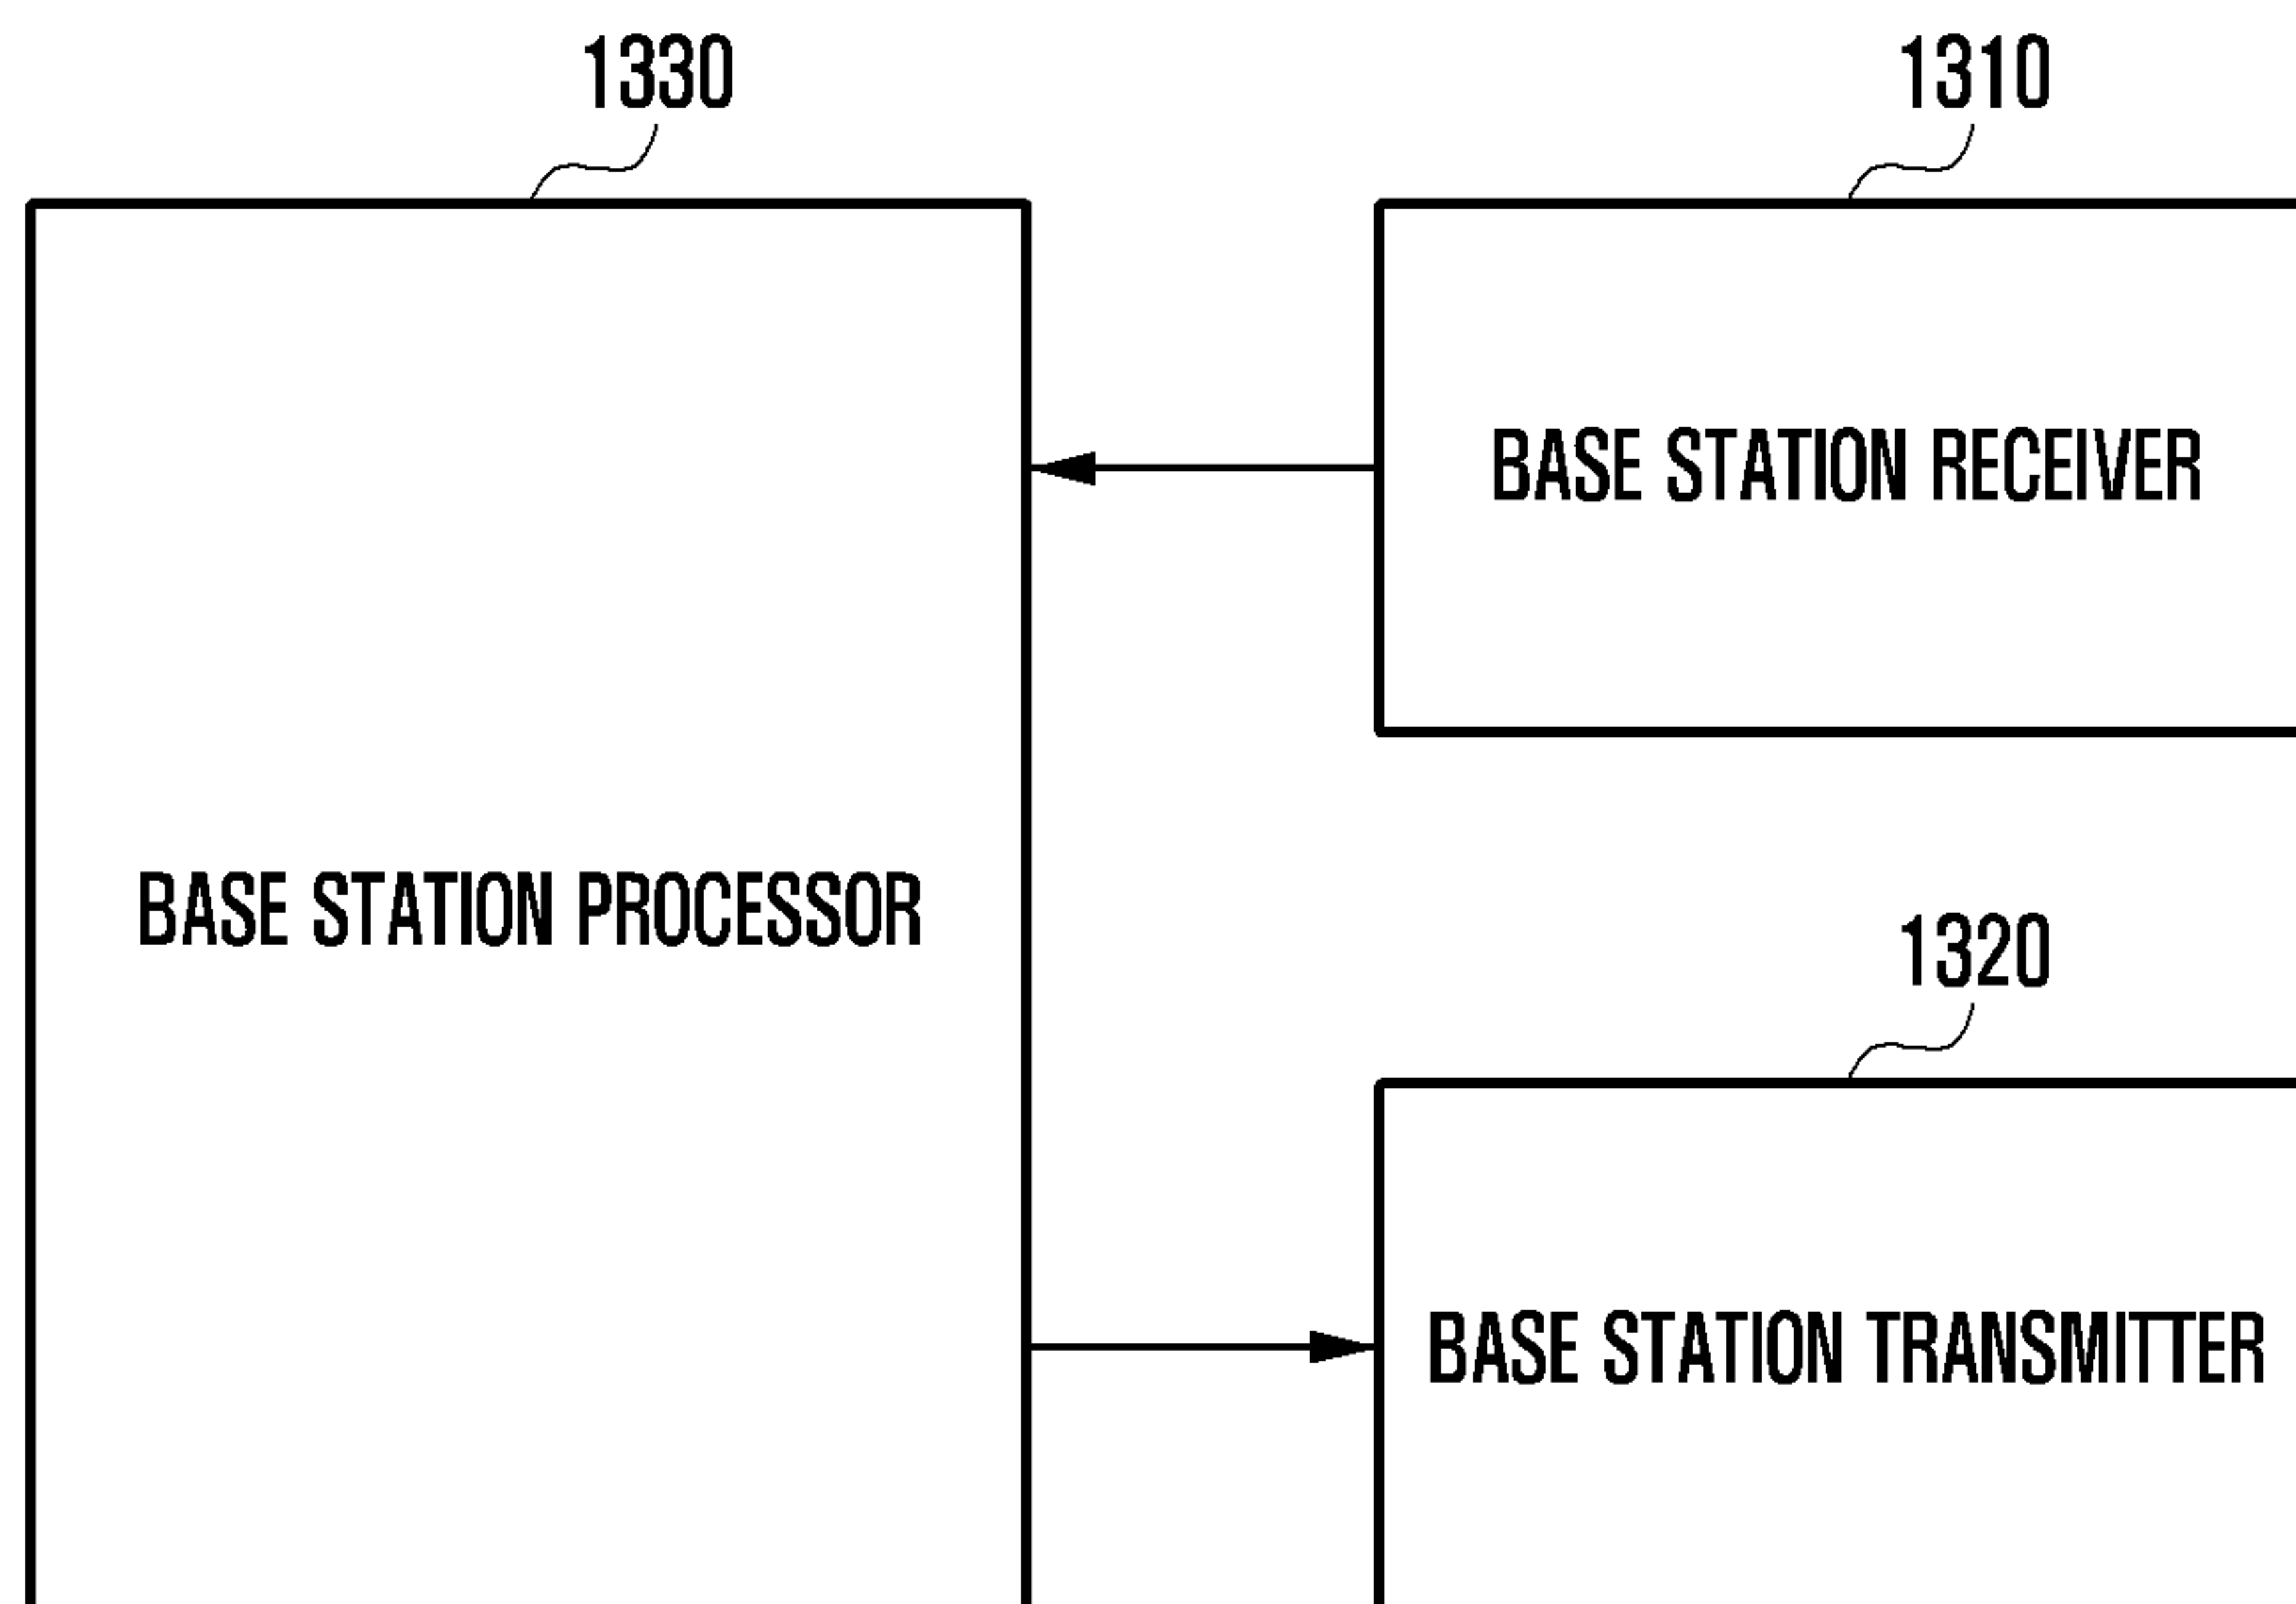 1330
1310
BASE STATION RECEIVER
BASE STATION PROCESSOR
1320
BASE STATION TRANSMITTER